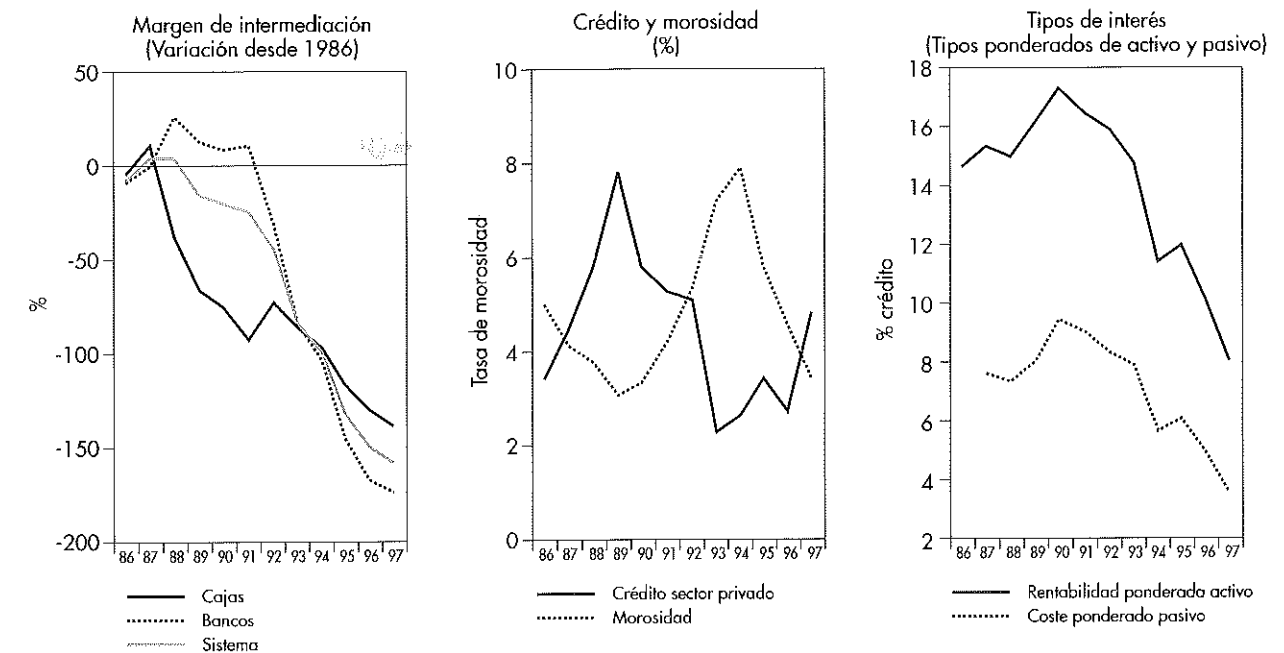 Margen de intermediación
(Variación desde 1986)
50
0
-50
-100
-150
-200
%
86 87 88 89 90 91 92 93 94 95 96 97
Cajas
Bancos
Sistema
Crédito y morosidad
(%)
10
8
6
4
2
0
Tasa de morosidad
86 87 88 89 90 91 92 93 94 95 96 97
Crédito sector privado
Morosidad
Tipos de interés
(Tipos ponderados de activo y pasivo)
18
16
14
12
10
8
6
4
2
% crédito
86 87 88 89 90 91 92 93 94 95 96 97
Rentabilidad ponderada activo
Coste ponderado pasivo